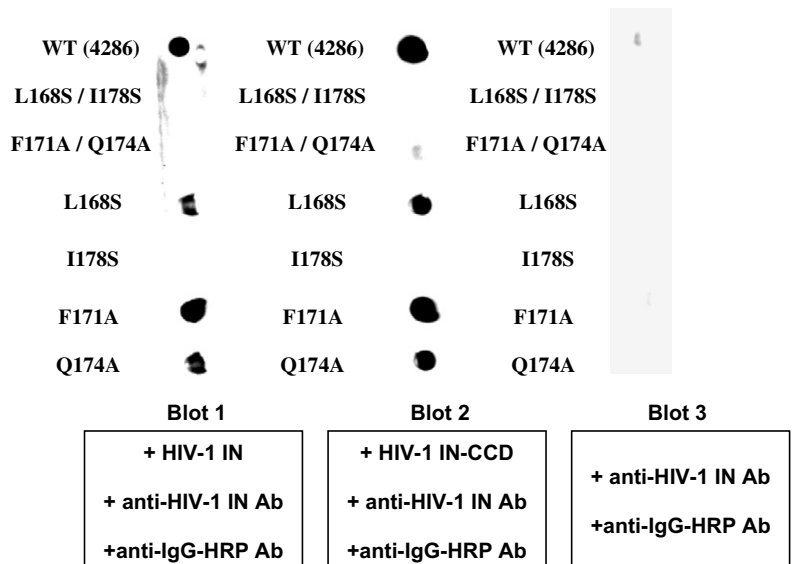 WT (4286) WT (4286) WT (4286)
L168S / I178S L168S / I178S L168S / I178S
F171A / Q174A F171A / Q174A F171A / Q174A
L168S L168S L168S
I178S I178S I178S
F171A F171A F171A
Q174A Q174A Q174A
Blot 1 Blot 2 Blot 3
+ HIV-1 IN
+ anti-HIV-1 IN Ab
+anti-IgG-HRP Ab
+ HIV-1 IN-CCD
+ anti-HIV-1 IN Ab
+anti-IgG-HRP Ab
+ anti-HIV-1 IN Ab
+anti-IgG-HRP Ab